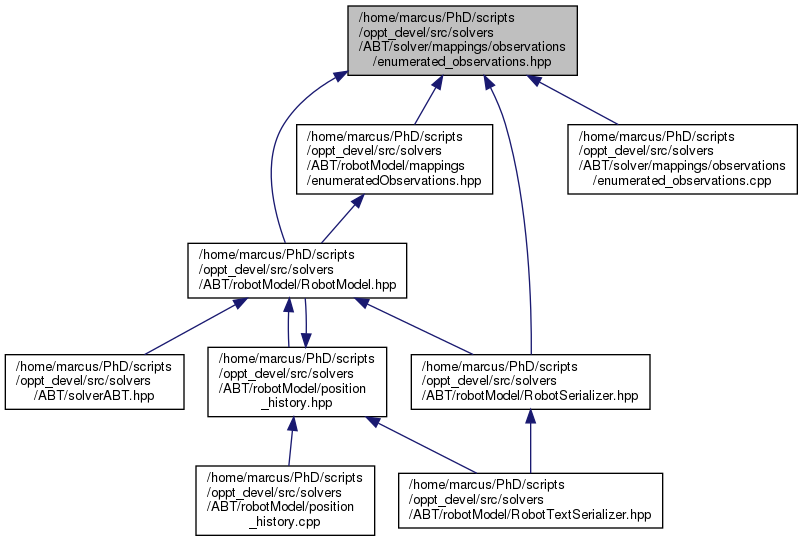 /home/marcus/PhD/scripts
/oppt_devel/src/solvers
/ABT/solver/mappings/observations
/enumerated_observations.hpp
/home/marcus/PhD/scripts
/oppt_devel/src/solvers
/ABT/robotModel/mappings
/enumeratedObservations.hpp
/home/marcus/PhD/scripts
/oppt_devel/src/solvers
/ABT/solver/mappings/observations
/enumerated_observations.cpp
/home/marcus/PhD/scripts
/oppt_devel/src/solvers
/ABT/robotModel/RobotModel.hpp
/home/marcus/PhD/scripts
/oppt_devel/src/solvers
/ABT/solverABT.hpp
/home/marcus/PhD/scripts
/oppt_devel/src/solvers
/ABT/robotModel/position
_history.hpp
/home/marcus/PhD/scripts
/oppt_devel/src/solvers
/ABT/robotModel/RobotSerializer.hpp
/home/marcus/PhD/scripts
/oppt_devel/src/solvers
/ABT/robotModel/position
_history.cpp
/home/marcus/PhD/scripts
/oppt_devel/src/solvers
/ABT/robotModel/RobotTextSerializer.hpp